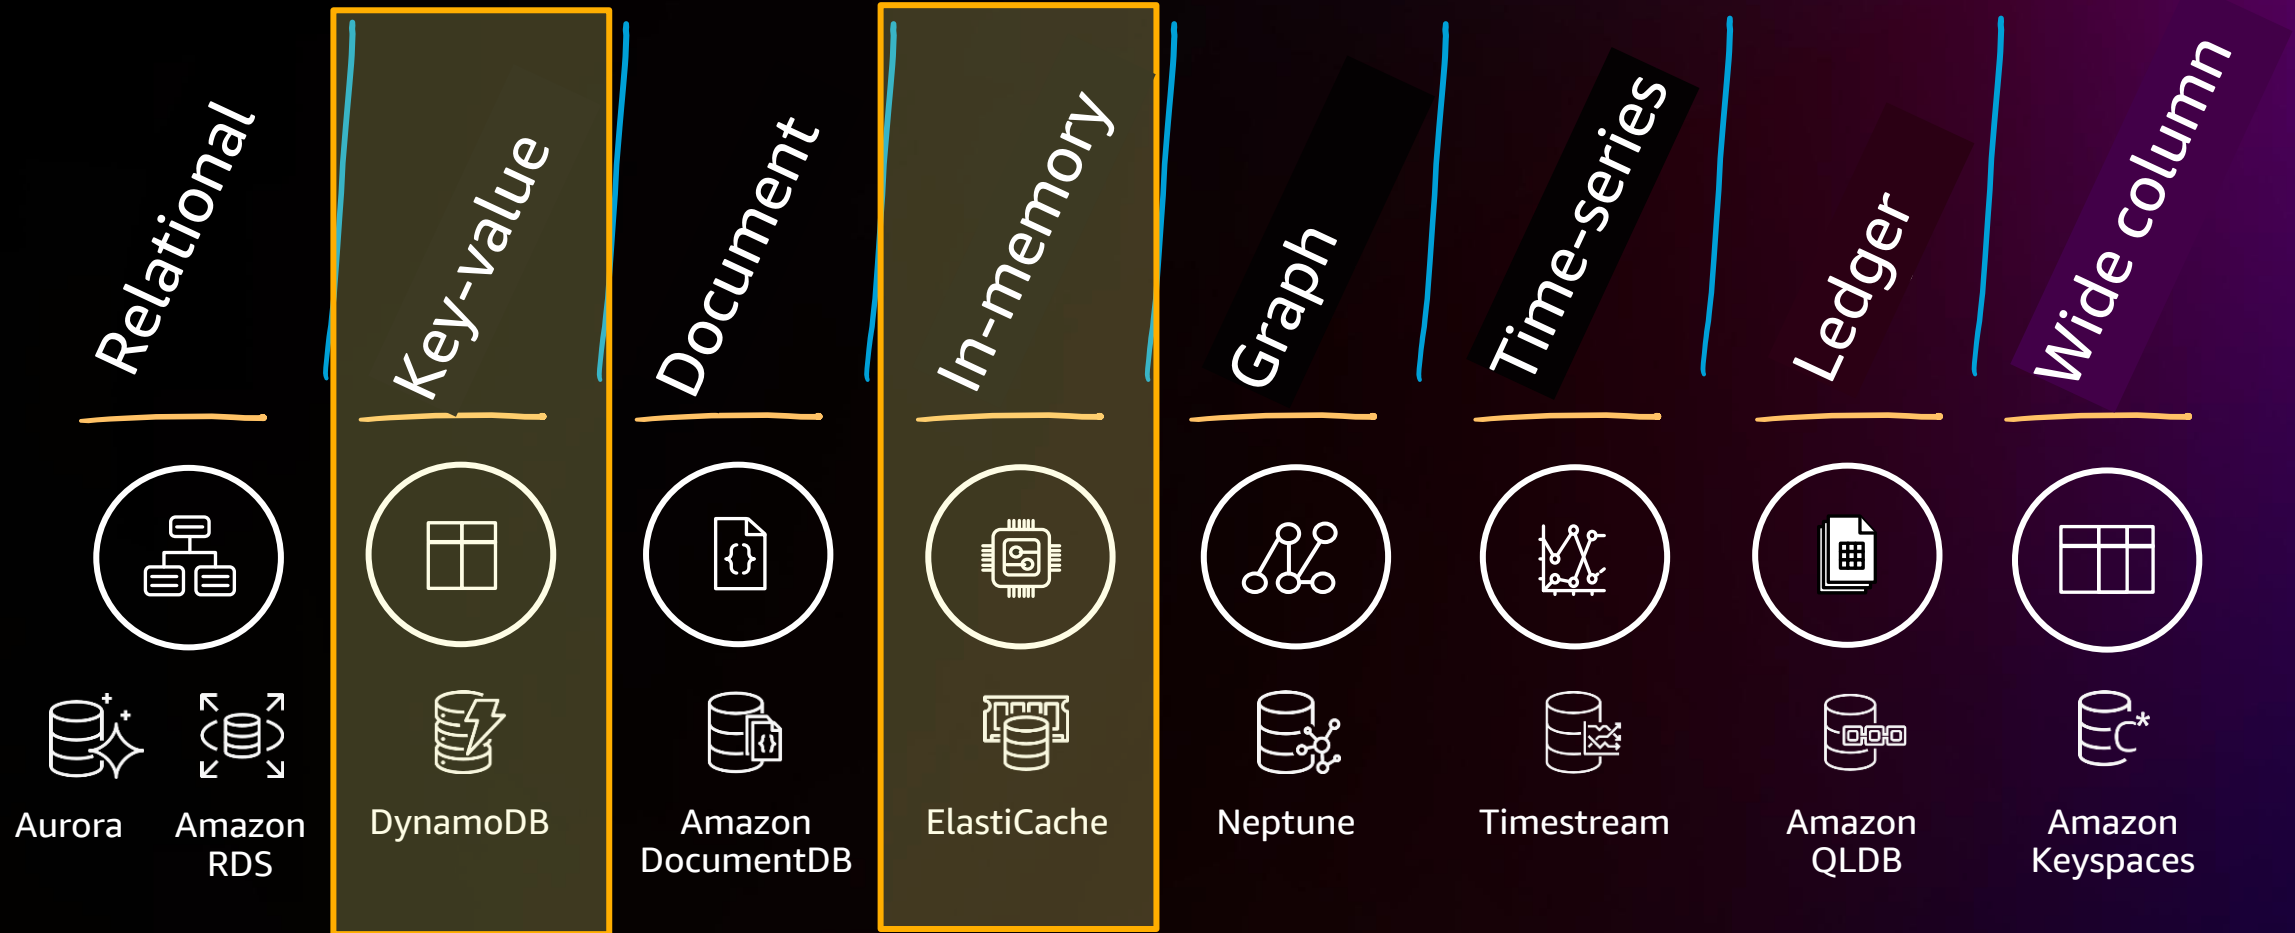 Relational
Key-value
Document
In-memory
Graph
Time-series
Ledger
Wide column
Aurora
Amazon
RDS
DynamoDB
Amazon
DocumentDB
ElastiCache
Neptune
Timestream
Amazon
QLDB
C*
Amazon
Keyspaces